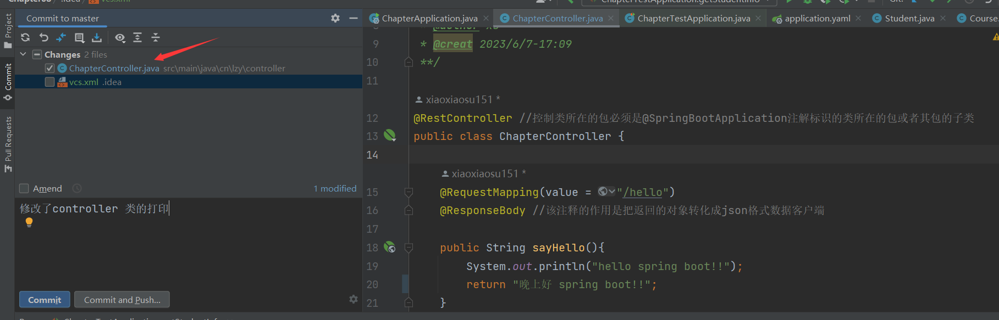 Chapter08 .idea vcs.xml
ChapterTestApplication.getStudentInfo Git:
Project
Commit
Pull Requests
Commit to master
Changes 2 files
ChapterController.java src\main\java\cn\lzy\controller
vcs.xml .idea
Amend 1 modified
修改了controller 类的打印
Commit Commit and Push...
ChapterApplication.java ChapterController.java ChapterTestApplication.java application.yaml Student.java Course.
9 * @creat 2023/6/7-17:09
10 **/
11
xiaoxiaosu151 *
12 @RestController //控制类所在的包必须是@SpringBootApplication注解标识的类所在的包或者其包的子类
13 public class ChapterController {
14
xiaoxiaosu151 *
15 @RequestMapping(value = "/hello")
16 @ResponseBody //该注释的作用是把返回的对象转化成json格式数据客户端
17
18 public String sayHello(){
19 System.out.println("hello spring boot!!");
20 return "晚上好 spring boot!!";
21 }